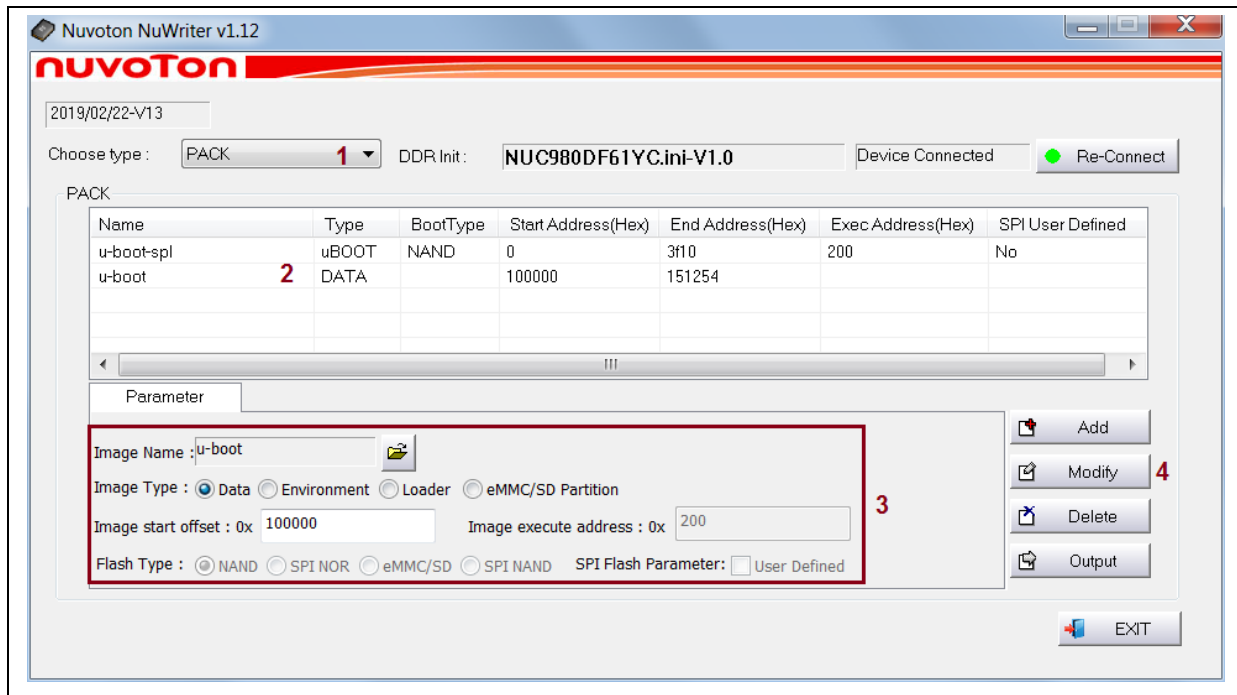 Nuvoton NuWriter v1.12
nuvoTon
2019/02/22-V13
Choose type : PACK 1 DDR Init : NUC980DF61YC.ini-V1.0 Device Connected Re-Connect
PACK
Name Type BootType Start Address(Hex) End Address(Hex) Exec Address(Hex) SPI User Defined
u-boot-spl uBOOT NAND 0 3f10 200 No
u-boot 2 DATA 100000 151254
Parameter
Add
Image Name : u-boot
Modify 4
Image Type : Data Environment Loader eMMC/SD Partition
3
Image start offset : 0x 100000 Image execute address : 0x 200
Delete
Flash Type : NAND SPI NOR eMMC/SD SPI NAND SPI Flash Parameter: User Defined
Output
EXIT